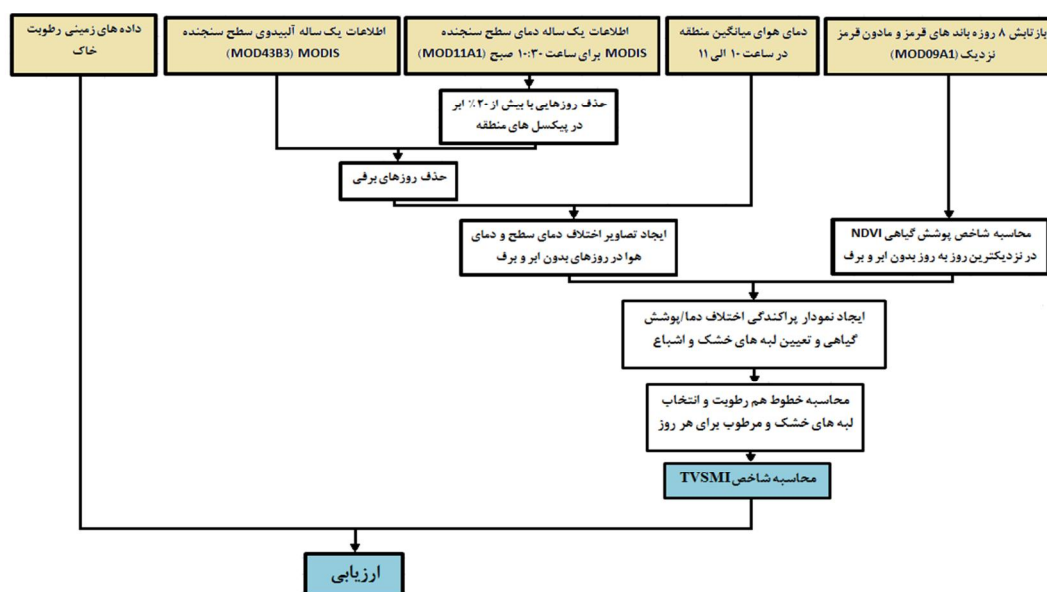 بازتابش ۸ روزه باند های قرمز و مادون قرمز
نزدیک (MOD09A1)
دمای هوای میانگین منطقه
در ساعت ۱۰ الی ۱۱
اطلاعات یک ساله دمای سطح سنجنده
MODIS برای ساعت ۱۰:۳۰ صبح (MOD11A1)
اطلاعات یک ساله آلبیدوی سطح سنجنده
MODIS (MOD43B3)
داده های زمینی رطوبت
خاک
حذف روزهایی با بیش از ۲۰٪ ابر
در پیکسل های منطقه
حذف روزهای برفی
ایجاد تصاویر اختلاف دمای سطح و دمای
هوا در روزهای بدون ابر و برف
محاسبه شاخص پوشش گیاهی NDVI
در نزدیکترین روز به روز بدون ابر و برف
ایجاد نمودار پراکندگی اختلاف دما/پوشش
گیاهی و تعیین لبه های خشک و اشباع
محاسبه خطوط هم رطوبت و انتخاب
لبه های خشک و مرطوب برای هر روز
محاسبه شاخص TVSMI
ارزیابی